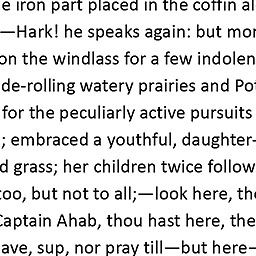 e iron part placed in the coffin al
—Hark! he speaks again: but mor
on the windlass for a few indolen
de-rolling watery prairies and Pot
for the peculiarly active pursuits
; embraced a youthful, daughter-
d grass; her children twice follow
too, but not to all;—look here, th
Captain Ahab, thou hast here, the
ave, sup, nor pray till—but here–